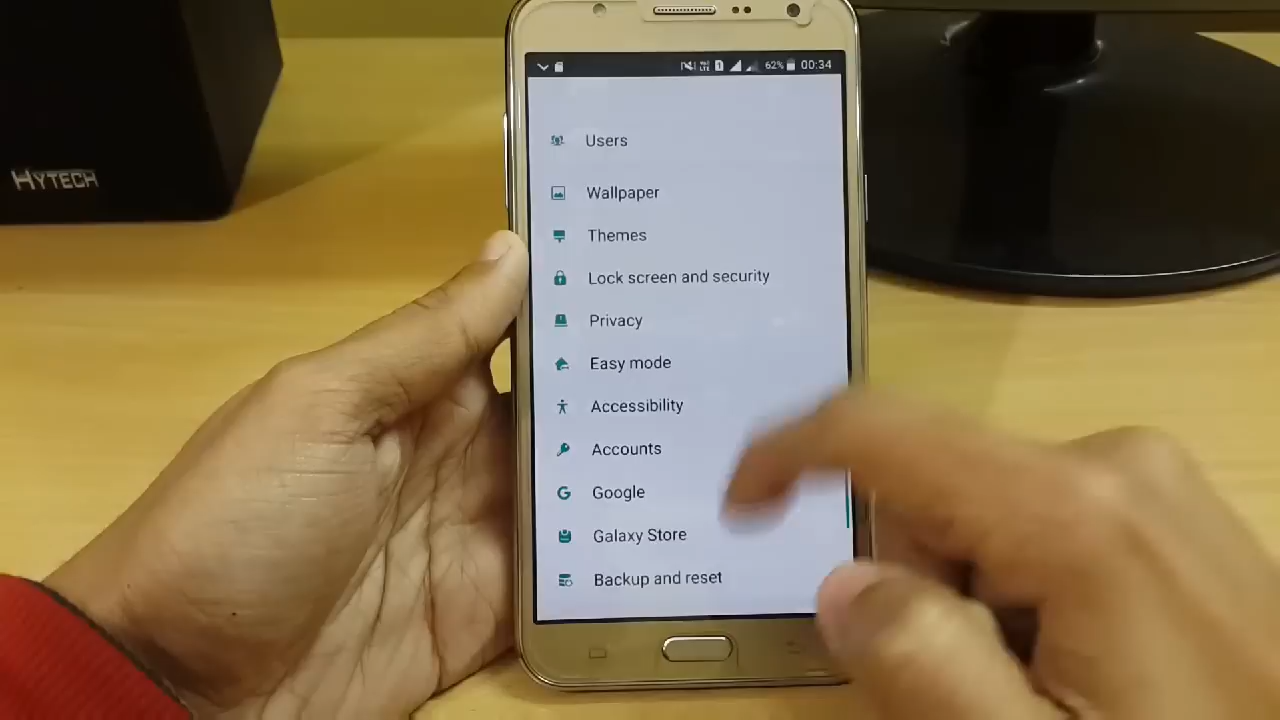 HYTECH
62% 00:34
Users
Wallpaper
Themes
Lock screen and security
Privacy
Easy mode
Accessibility
Accounts
Google
Galaxy Store
Backup and reset